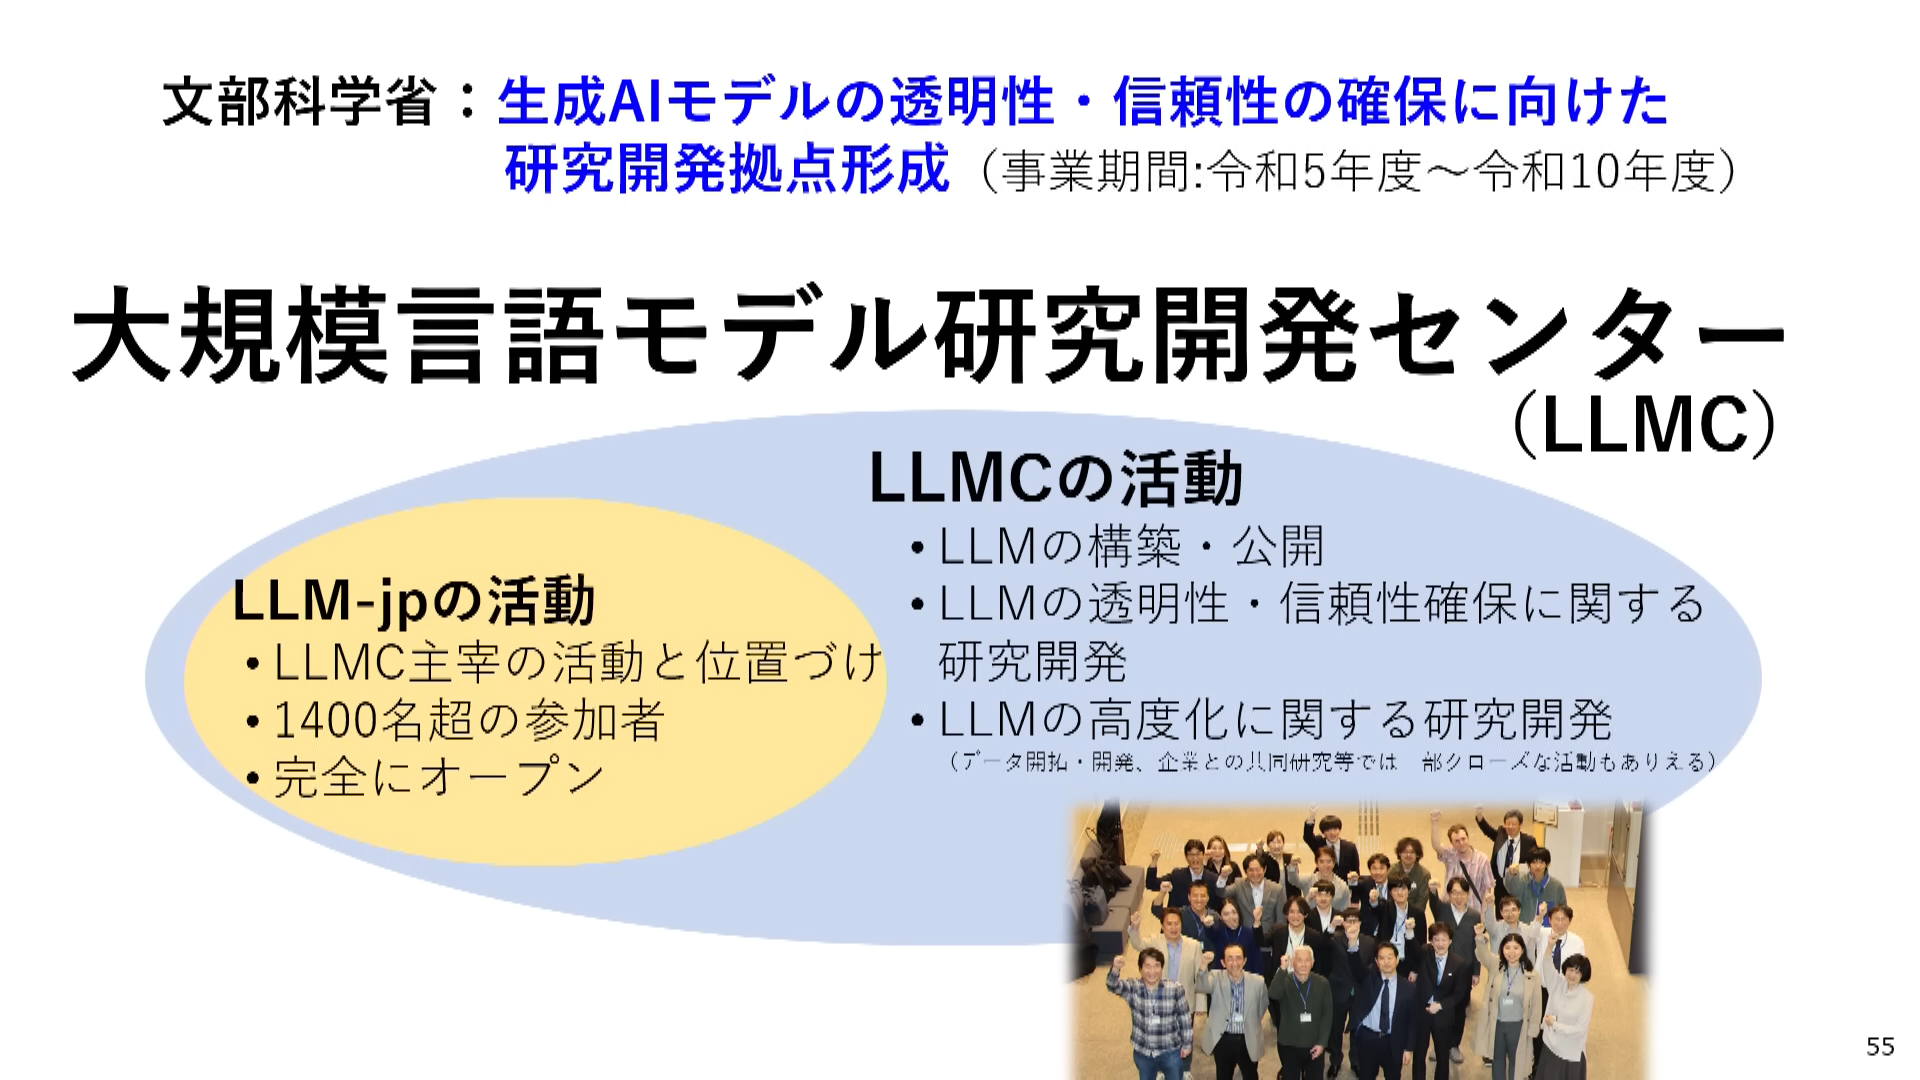 文部科学省：生成AIモデルの透明性・信頼性の確保に向けた
研究開発拠点形成（事業期間:令和5年度～令和10年度）
大規模言語モデル研究開発センター
（LLMC）
LLMCの活動
• LLMの構築・公開
• LLMの透明性・信頼性確保に関する
研究開発
• LLMの高度化に関する研究開発
（データ開拓・開発、企業との共同研究等では一部クローズな活動もありえる）
LLM-jpの活動
• LLMC主宰の活動と位置づけ
• 1400名超の参加者
• 完全にオープン
55